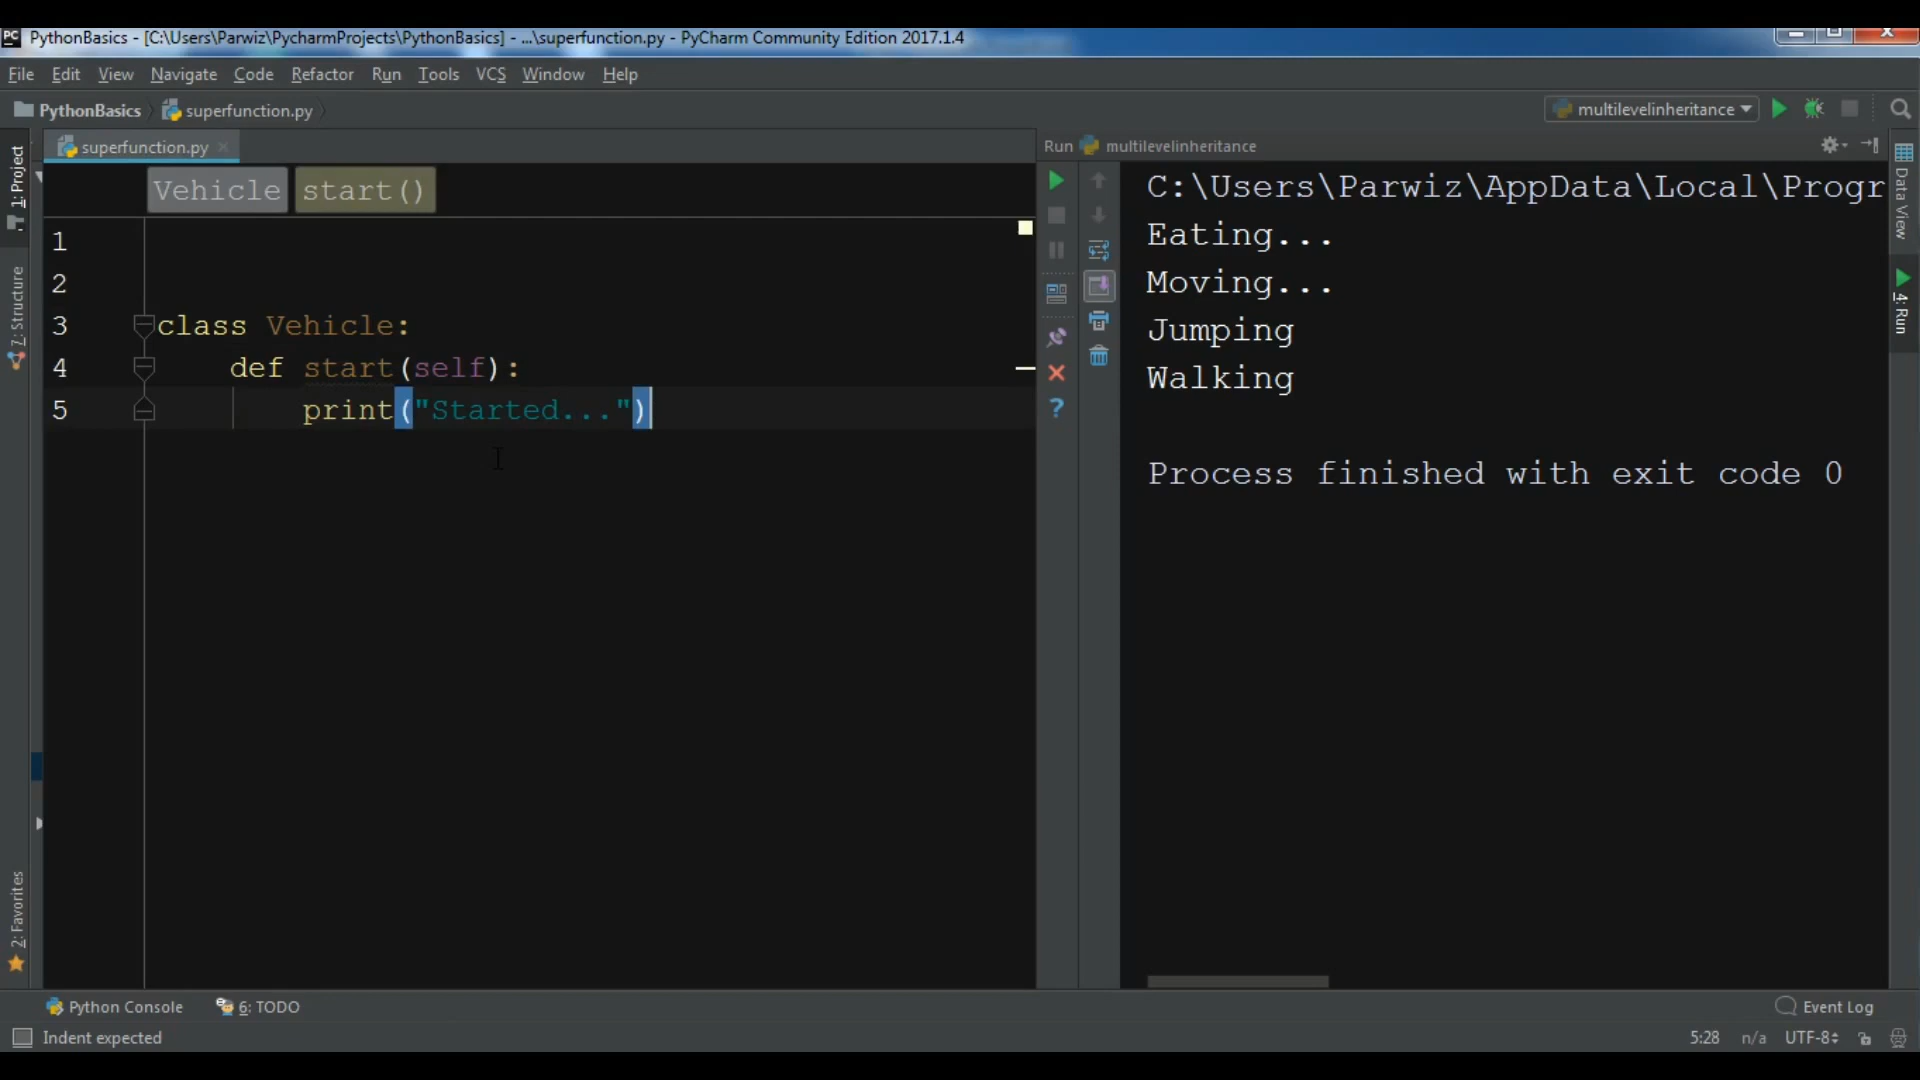 PC PythonBasics - [C:\Users\Parwiz\PycharmProjects\PythonBasics] - ...\superfunction.py - PyCharm Community Edition 2017.1.4
File Edit View Navigate Code Refactor Run Tools VCS Window Help
PythonBasics superfunction.py multilevelinheritance
superfunction.py
Vehicle start()
1
2
3 class Vehicle:
4 def start(self):
5 print("Started...")
Run multilevelinheritance
C:\Users\Parwiz\AppData\Local\Progr
Eating...
Moving...
Jumping
Walking
Process finished with exit code 0
1: Project
7: Structure
2: Favorites
Data View
4: Run
Python Console 6: TODO Event Log
Indent expected 5:28 n/a UTF-8